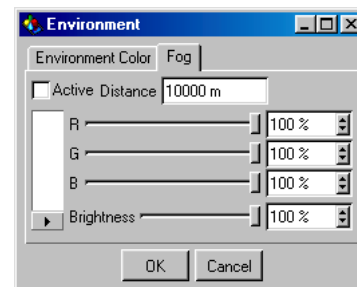 Environment
Environment Color Fog
Active Distance 10000 m
R 100 %
G 100 %
B 100 %
Brightness 100 %
OK Cancel